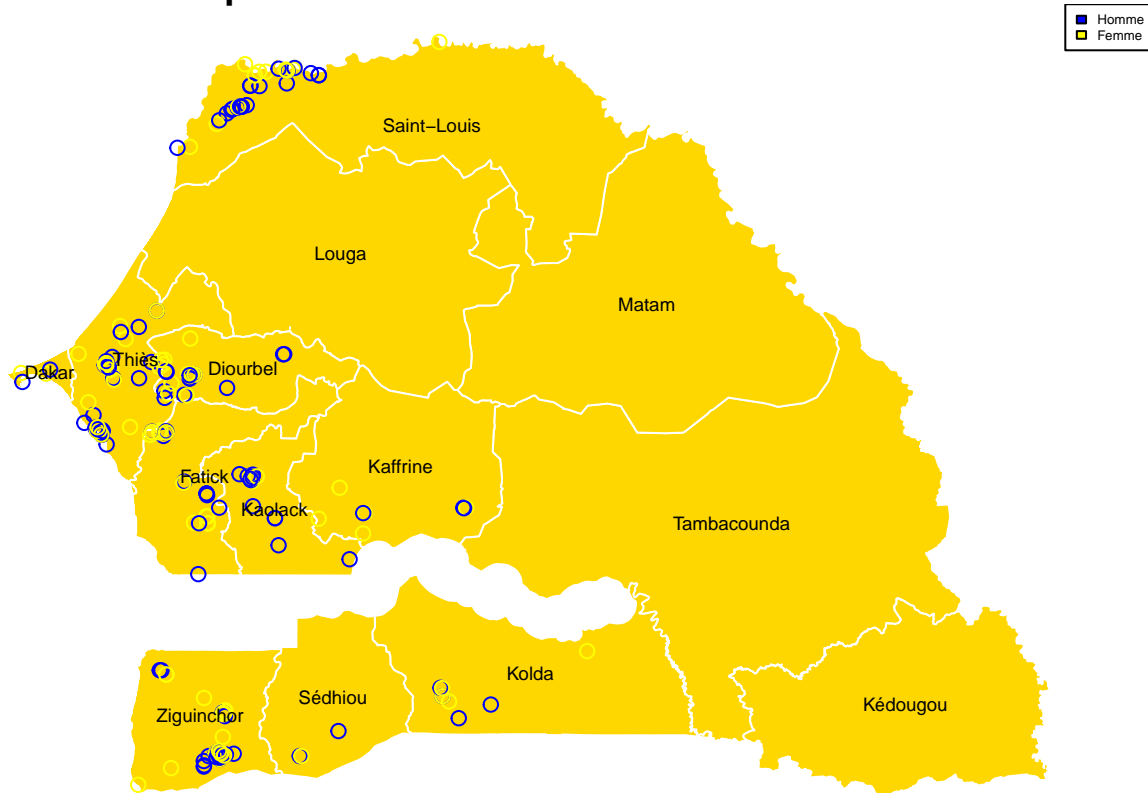 Homme
Femme
Saint−Louis
Louga
Matam
Thiès
Dakar
Diourbel
Kaffrine
Fatick
Kaolack
Tambacounda
Kolda
Sédhiou
Ziguinchor
Kédougou